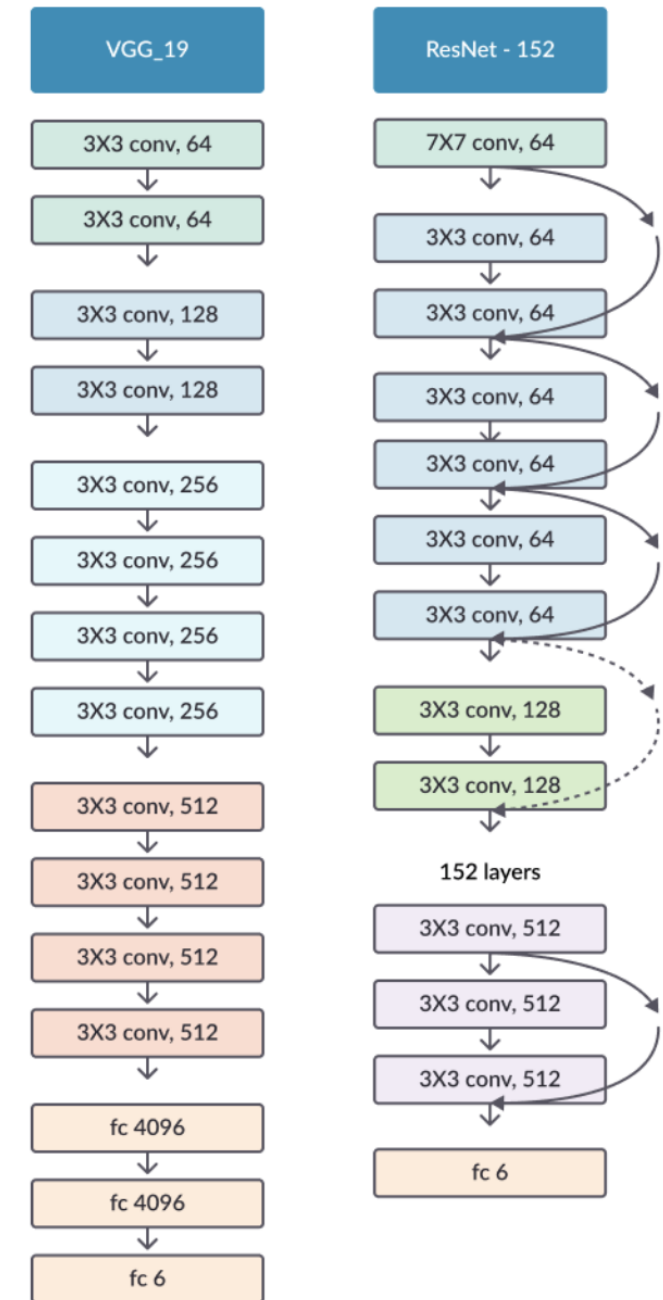 VGG_19
3X3 conv, 64
3X3 conv, 64
3X3 conv, 128
3X3 conv, 128
3X3 conv, 256
3X3 conv, 256
3X3 conv, 256
3X3 conv, 256
3X3 conv, 512
3X3 conv, 512
3X3 conv, 512
3X3 conv, 512
fc 4096
fc 4096
fc 6
ResNet - 152
7X7 conv, 64
3X3 conv, 64
3X3 conv, 64
3X3 conv, 64
3X3 conv, 64
3X3 conv, 64
3X3 conv, 64
3X3 conv, 128
3X3 conv, 128
152 layers
3X3 conv, 512
3X3 conv, 512
3X3 conv, 512
fc 6